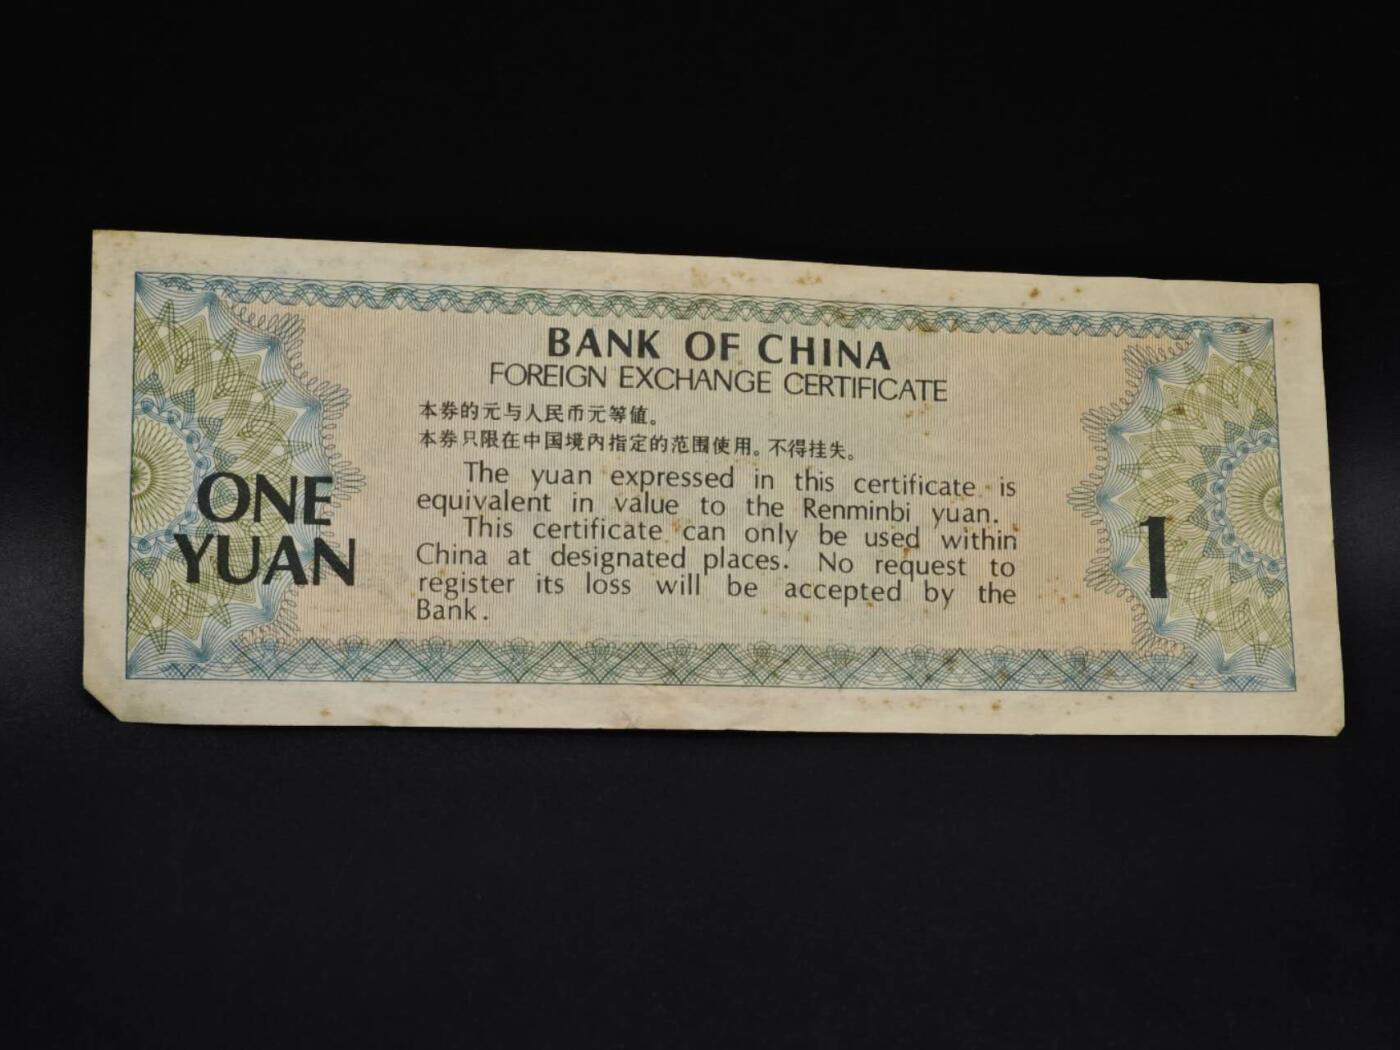 BANK OF CHINA
FOREIGN EXCHANGE CERTIFICATE
本券的元与人民币元等值。
本券只限在中国境内指定的范围使用。不得挂失。
The yuan expressed in this certificate is
equivalent in value to the Renminbi yuan.
This certificate can only be used within
China at designated places. No request to
register its loss will be accepted by the
Bank.
ONE
YUAN
1